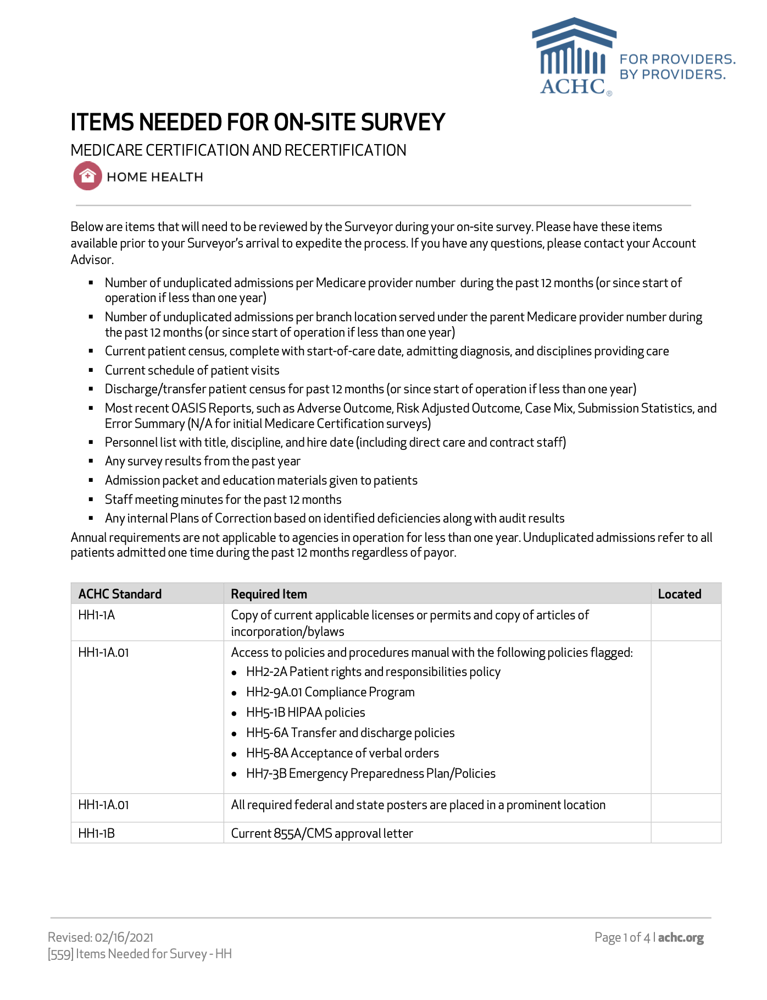 FOR PROVIDERS.
BY PROVIDERS.
ACHC®
ITEMS NEEDED FOR ON-SITE SURVEY
MEDICARE CERTIFICATION AND RECERTIFICATION
HOME HEALTH
Below are items that will need to be reviewed by the Surveyor during your on-site survey. Please have these items
available prior to your Surveyor's arrival to expedite the process. If you have any questions, please contact your Account
Advisor.
▪ Number of unduplicated admissions per Medicare provider number  during the past 12 months (or since start of
operation if less than one year)
▪ Number of unduplicated admissions per branch location served under the parent Medicare provider number during
the past 12 months (or since start of operation if less than one year)
▪ Current patient census, complete with start-of-care date, admitting diagnosis, and disciplines providing care
▪ Current schedule of patient visits
▪ Discharge/transfer patient census for past 12 months (or since start of operation if less than one year)
▪ Most recent OASIS Reports, such as Adverse Outcome, Risk Adjusted Outcome, Case Mix, Submission Statistics, and
Error Summary (N/A for initial Medicare Certification surveys)
▪ Personnel list with title, discipline, and hire date (including direct care and contract staff)
▪ Any survey results from the past year
▪ Admission packet and education materials given to patients
▪ Staff meeting minutes for the past 12 months
▪ Any internal Plans of Correction based on identified deficiencies along with audit results
Annual requirements are not applicable to agencies in operation for less than one year. Unduplicated admissions refer to all
patients admitted one time during the past 12 months regardless of payor.
ACHC Standard Required Item Located
HH1-1A Copy of current applicable licenses or permits and copy of articles of
incorporation/bylaws
HH1-1A.01 Access to policies and procedures manual with the following policies flagged:
• HH2-2A Patient rights and responsibilities policy
• HH2-9A.01 Compliance Program
• HH5-1B HIPAA policies
• HH5-6A Transfer and discharge policies
• HH5-8A Acceptance of verbal orders
• HH7-3B Emergency Preparedness Plan/Policies
HH1-1A.01 All required federal and state posters are placed in a prominent location
HH1-1B Current 855A/CMS approval letter
Revised: 02/16/2021 Page 1 of 4 | achc.org
[559] Items Needed for Survey - HH